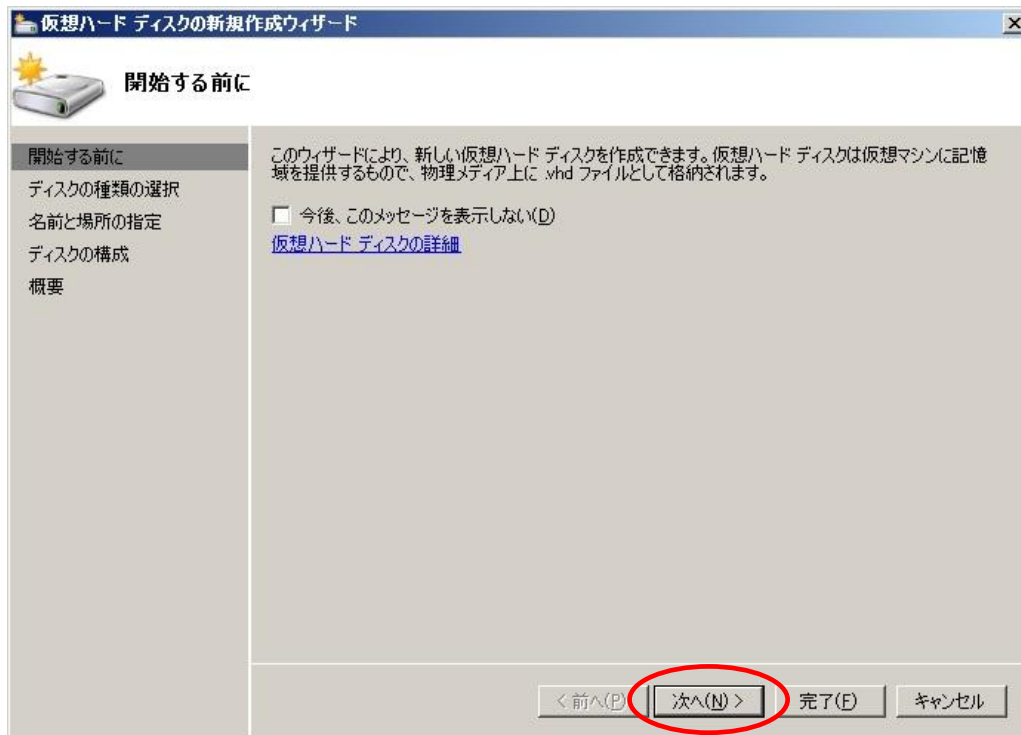 仮想ハード ディスクの新規作成ウィザード
開始する前に
開始する前に
ディスクの種類の選択
名前と場所の指定
ディスクの構成
概要
このウィザードにより、新しい仮想ハード ディスクを作成できます。仮想ハード ディスクは仮想マシンに記憶
域を提供するもので、物理メディア上に .vhd ファイルとして格納されます。
今後、このメッセージを表示しない(D)
仮想ハード ディスクの詳細
< 前へ(P) 次へ(N) > 完了(F) キャンセル